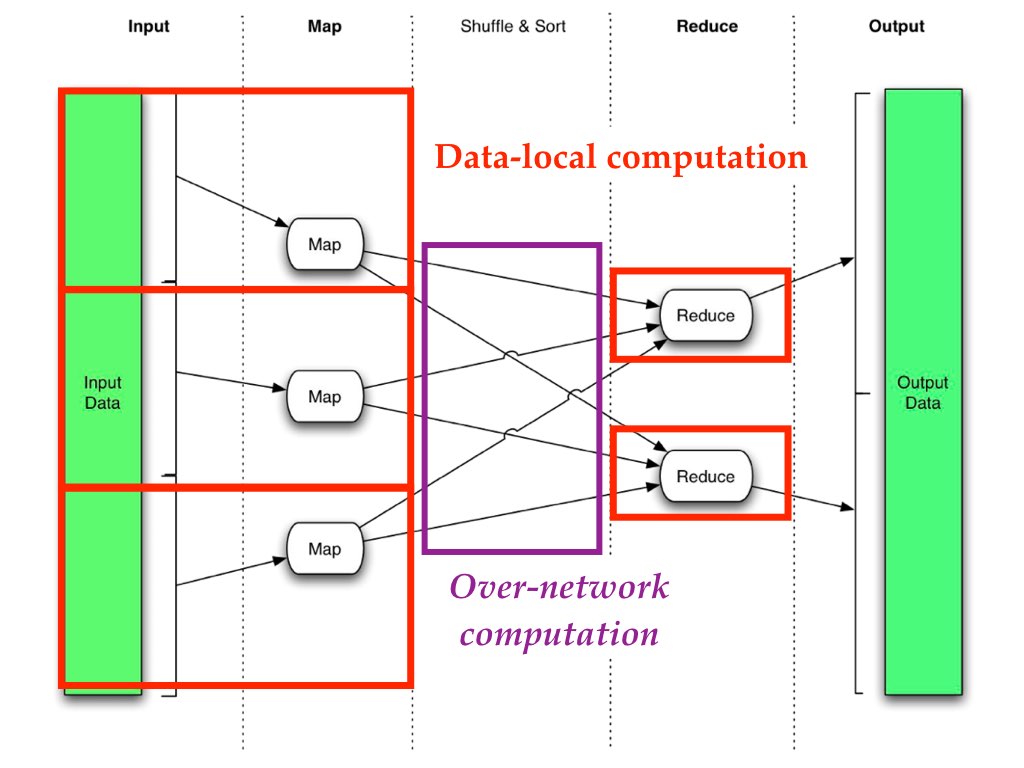 Input
Map
Shuffle & Sort
Reduce
Output
Data-local computation
Map
Reduce
Input
Data
Map
Output
Data
Reduce
Map
Over-network
computation